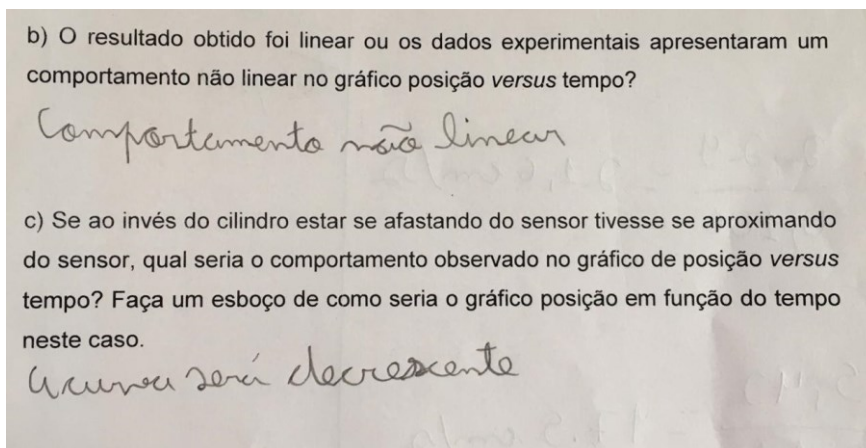 b) O resultado obtido foi linear ou os dados experimentais apresentaram um
comportamento não linear no gráfico posição versus tempo?
Comportamento não linear
c) Se ao invés do cilindro estar se afastando do sensor tivesse se aproximando
do sensor, qual seria o comportamento observado no gráfico de posição versus
tempo? Faça um esboço de como seria o gráfico posição em função do tempo
neste caso.
a curva será decrescente